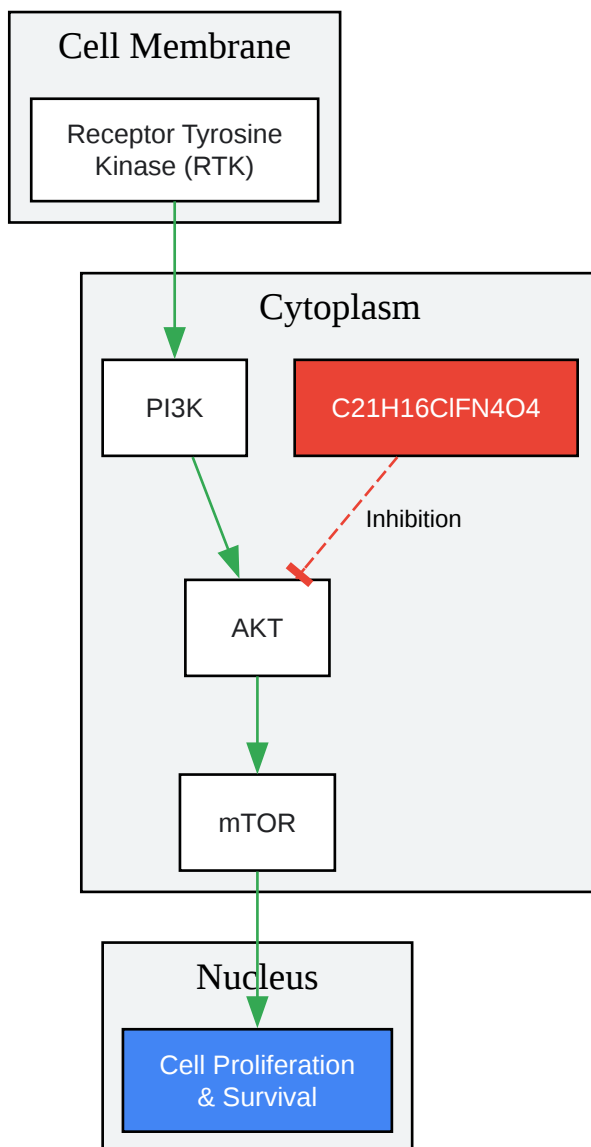 Cell Membrane
Receptor Tyrosine
Kinase (RTK)
Cytoplasm
PI3K
C21H16ClFN4O4
Inhibition
AKT
mTOR
Nucleus
Cell Proliferation
& Survival